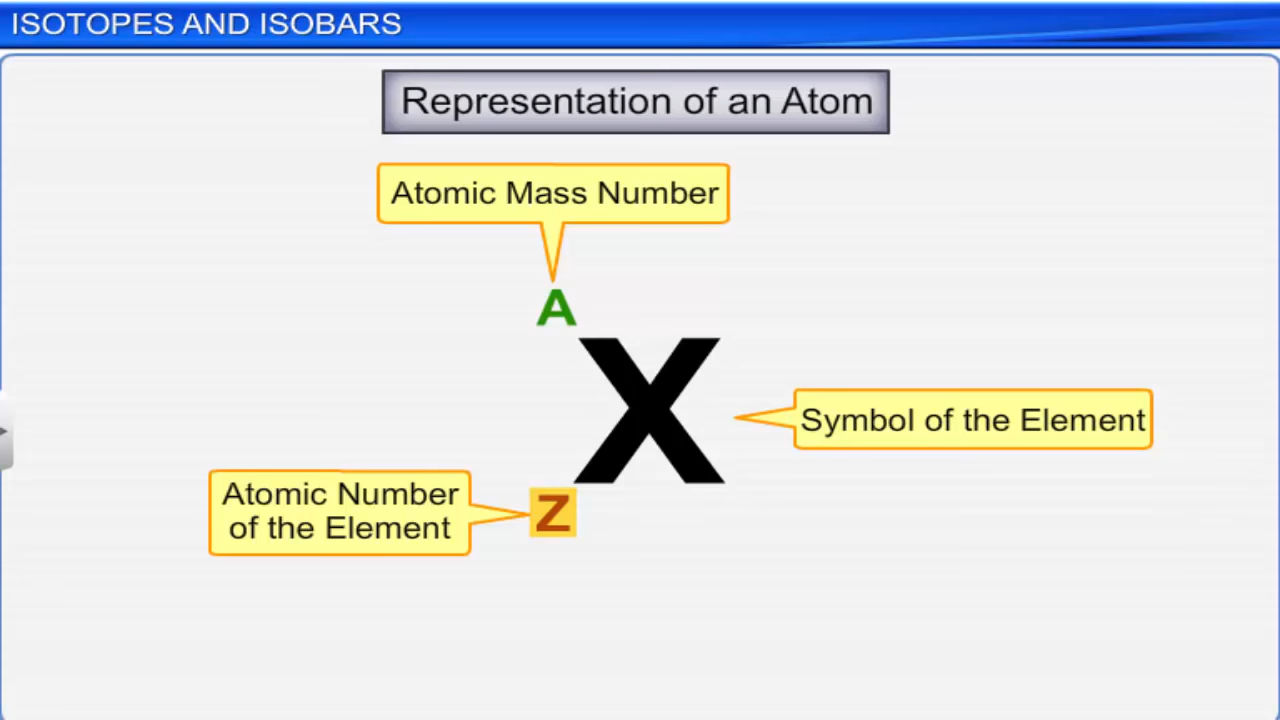 ISOTOPES AND ISOBARS
Representation of an Atom
Atomic Mass Number
A
X
Symbol of the Element
Atomic Number
of the Element
Z